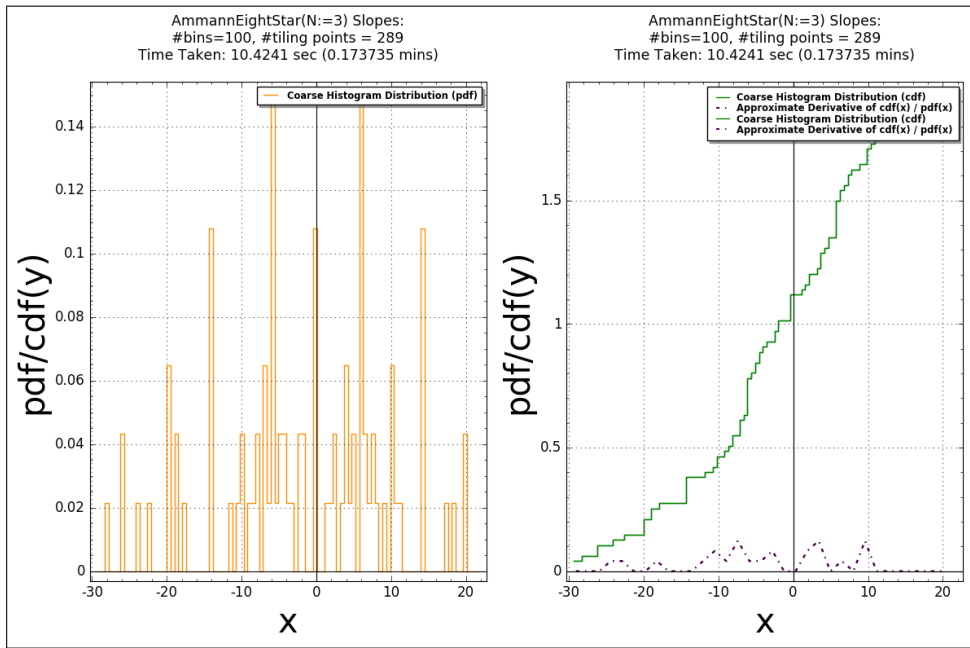 AmmannEightStar(N:=3) Slopes:
#bins=100, #tiling points = 289
Time Taken: 10.4241 sec (0.173735 mins)
Coarse Histogram Distribution (pdf)
0.14
0.12
0.1
0.08
0.06
0.04
0.02
0
pdf/cdf(y)
-30
-20
-10
0
10
20
x
AmmannEightStar(N:=3) Slopes:
#bins=100, #tiling points = 289
Time Taken: 10.4241 sec (0.173735 mins)
Coarse Histogram Distribution (cdf)
Approximate Derivative of cdf(x) / pdf(x)
Coarse Histogram Distribution (cdf)
Approximate Derivative of cdf(x) / pdf(x)
1.5
1
0.5
0
pdf/cdf(y)
-30
-20
-10
0
10
20
x